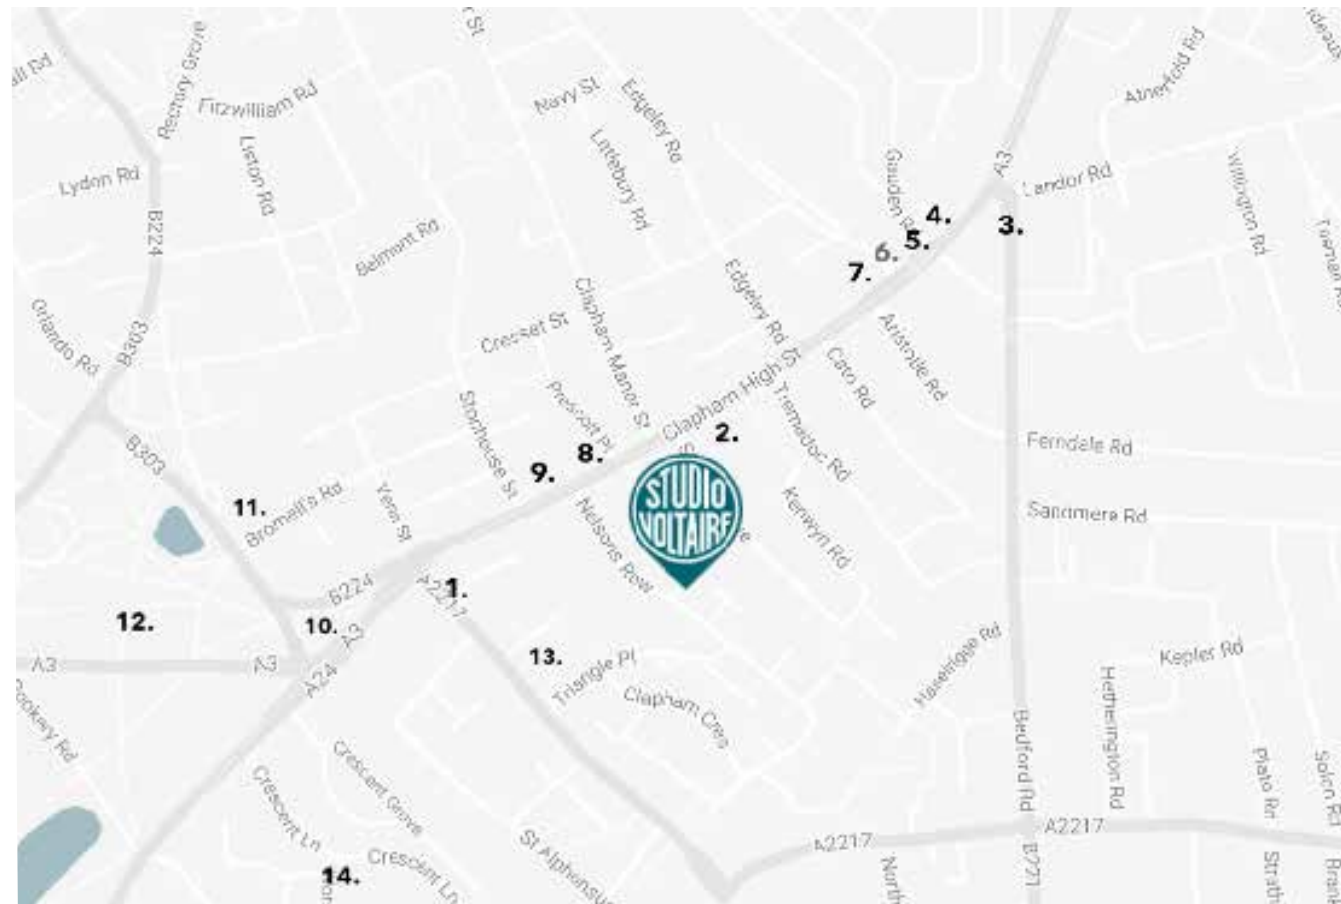 Rectory Grove
Fitzwilliam Rd
Navy St
Edgeley Rd
Atherfold Rd
Liston Rd
Littlebury Rd
Gauden Rd
A3
Lydon Rd
Landor Rd
Willington Rd
B224
4.
3.
5.
6.
7.
Belmont Rd
Edgeley Rd
Clapham Manor St
Cresset St
Orlando Rd
B303
Aristotle Rd
Cato Rd
Clapham High St
Prescott Pl
Stonhouse St
Tremadoc Rd
2.
Ferndale Rd
B303
8.
9.
STUDIO
VOLTAIRE
11.
Bromell's Rd
Venn St
Nelsons Row
Kenwyn Rd
Sandmere Rd
B224
A2217
1.
12.
10.
A3
A3
A3
A24
13.
Triangle Pl
Clapham Cres
Haselrigge Rd
Kepler Rd
Hetherington Rd
Bedford Rd
Crescent Grove
Crescent Ln
Plato Rd
Solon Rd
A2217
A2217
B221
Crescent Ln
14.
St Alphonsus
North
Strath